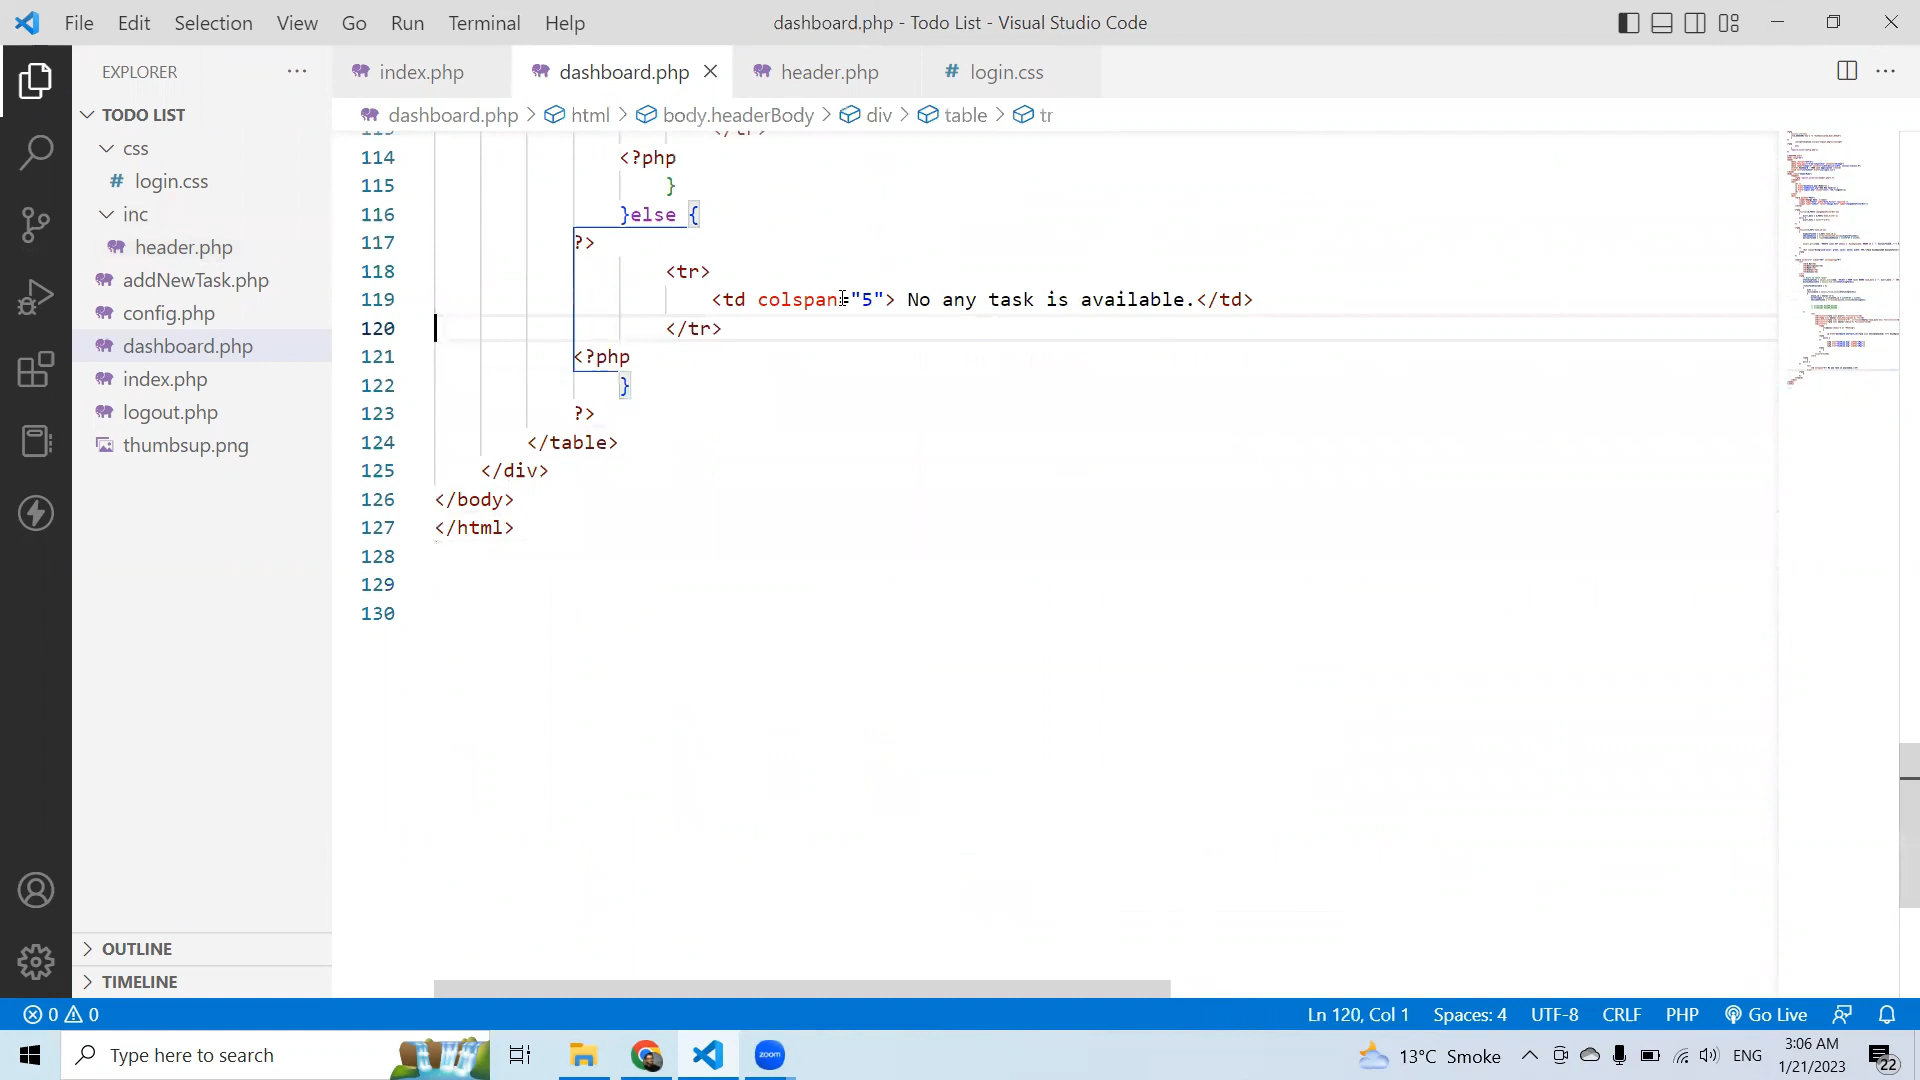 File Edit Selection View Go Run Terminal Help
dashboard.php - Todo List - Visual Studio Code
EXPLORER
index.php
dashboard.php
header.php
# login.css
TODO LIST
dashboard.php > html > body.headerBody > div > table > tr
css
# login.css
inc
header.php
addNewTask.php
config.php
dashboard.php
index.php
logout.php
thumbsup.png
114 <?php
115 }
116 }else {
117 ?>
118 <tr>
119 <td colspan="5"> No any task is available.</td>
120 </tr>
121 <?php
122 }
123 ?>
124 </table>
125 </div>
126 </body>
127 </html>
128
129
130
OUTLINE
TIMELINE
0 0
Ln 120, Col 1 Spaces: 4 UTF-8 CRLF PHP Go Live
Type here to search
zoom
13°C Smoke
ENG
3:06 AM
1/21/2023
22